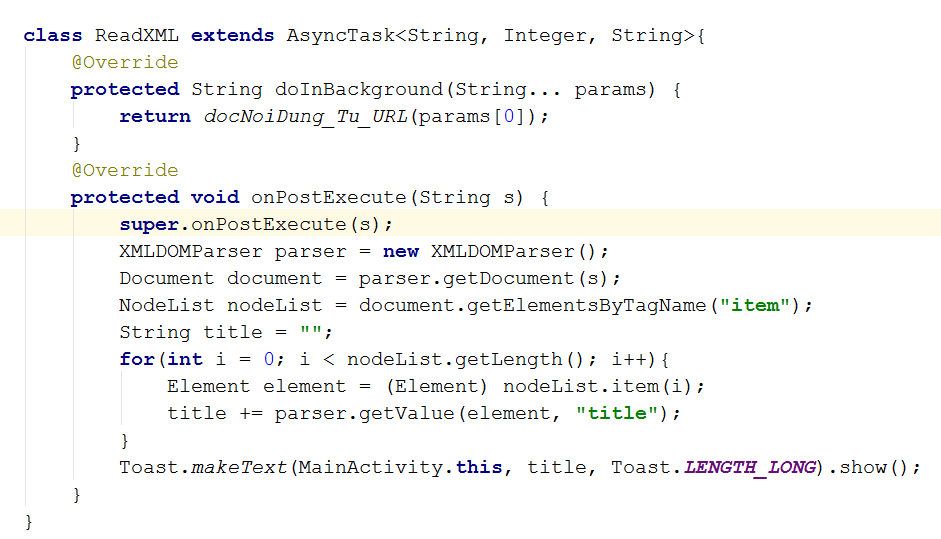 class ReadXML extends AsyncTask<String, Integer, String>{
    @Override
    protected String doInBackground(String... params) {
        return docNoiDung_Tu_URL(params[0]);
    }
    @Override
    protected void onPostExecute(String s) {
        super.onPostExecute(s);
        XMLDOMParser parser = new XMLDOMParser();
        Document document = parser.getDocument(s);
        NodeList nodeList = document.getElementsByTagName("item");
        String title = "";
        for(int i = 0; i < nodeList.getLength(); i++){
            Element element = (Element) nodeList.item(i);
            title += parser.getValue(element, "title");
        }
        Toast.makeText(MainActivity.this, title, Toast.LENGTH_LONG).show();
    }
}